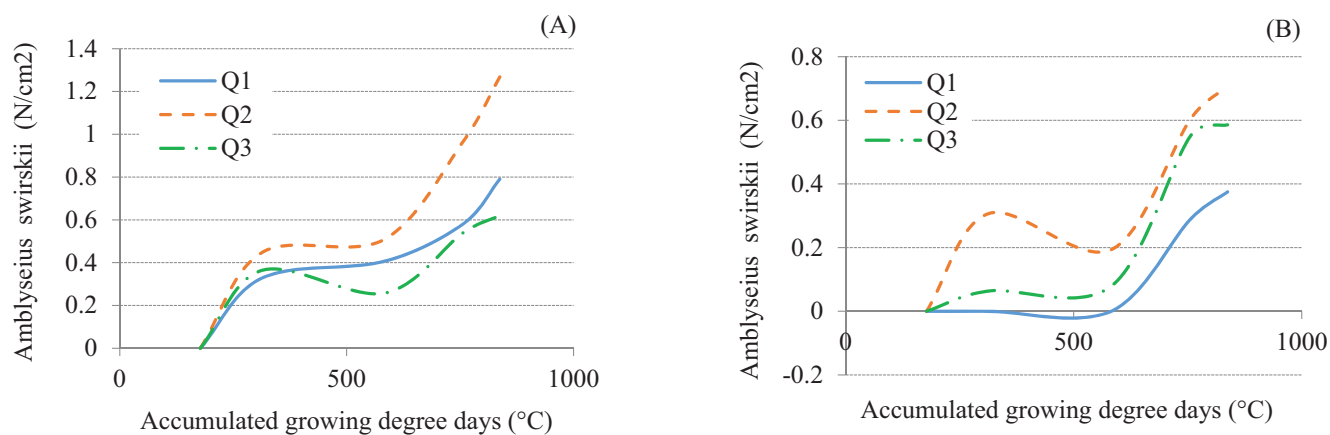 (A)
Amblyseius swirskii (N/cm2)
1.4
1.2
1
0.8
0.6
0.4
0.2
0
Q1
Q2
Q3
0 500 1000
Accumulated growing degree days (°C)
(B)
Amblyseius swirskii (N/cm2)
0.8
0.6
0.4
0.2
0
-0.2
Q1
Q2
Q3
0 500 1000
Accumulated growing degree days (°C)